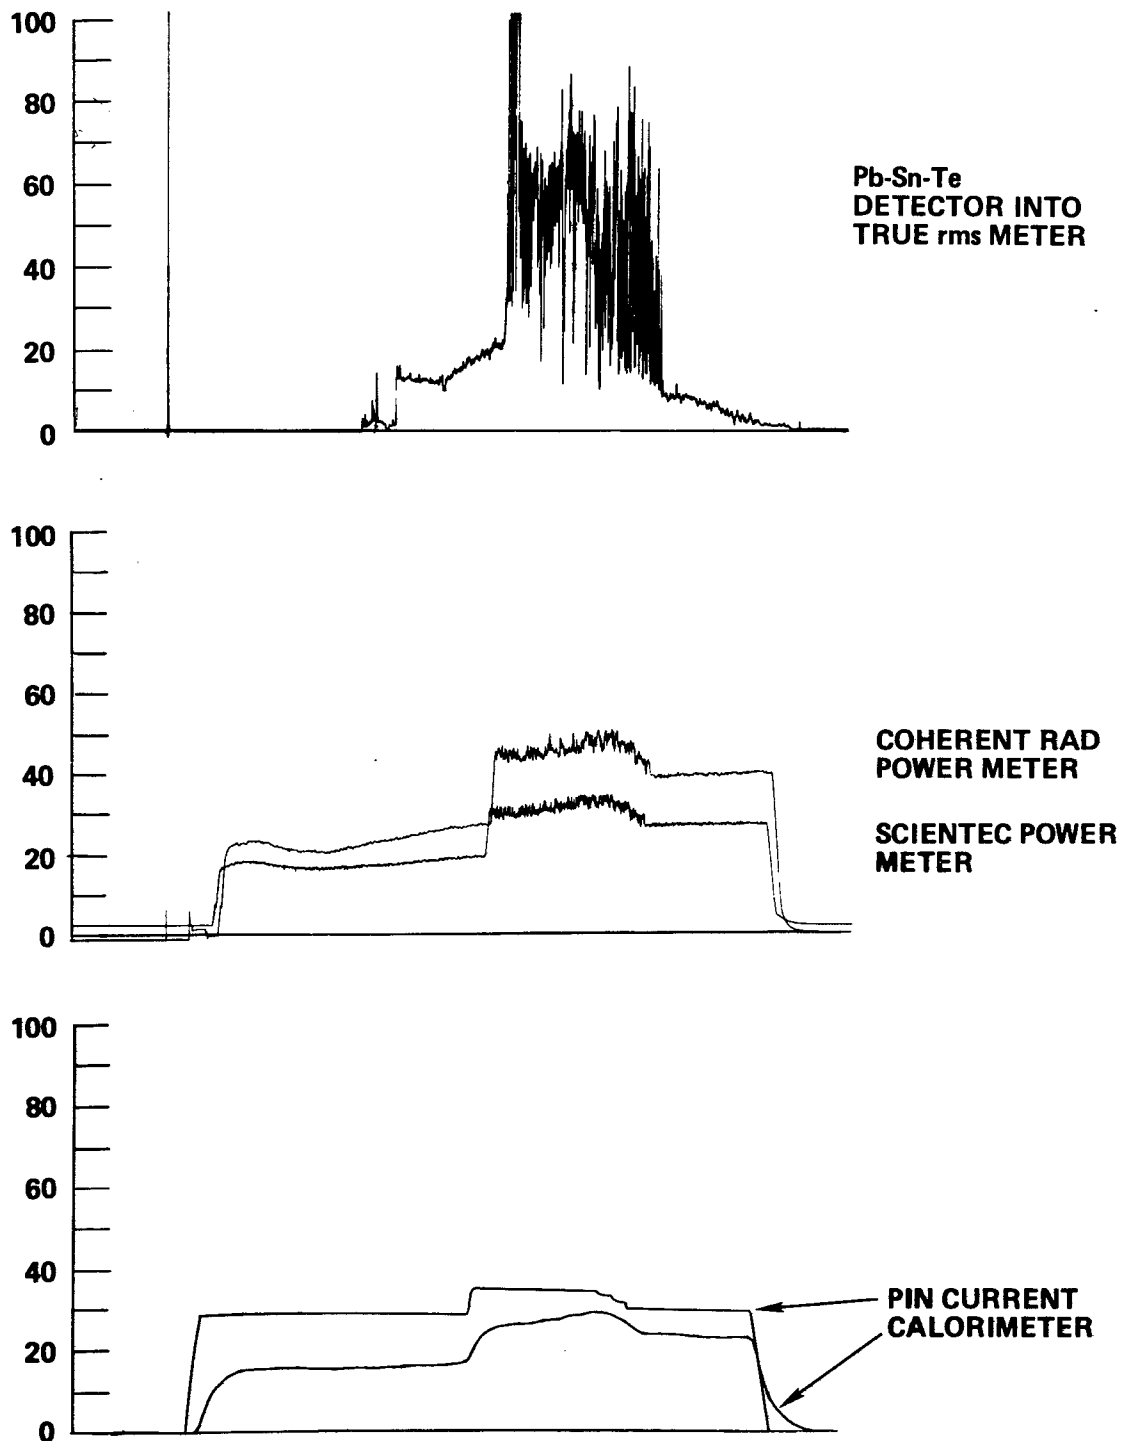 100
80
60
40
20
0
Pb-Sn-Te
DETECTOR INTO
TRUE rms METER
100
80
60
40
20
0
COHERENT RAD
POWER METER
SCIENTEC POWER
METER
100
80
60
40
20
0
PIN CURRENT
CALORIMETER